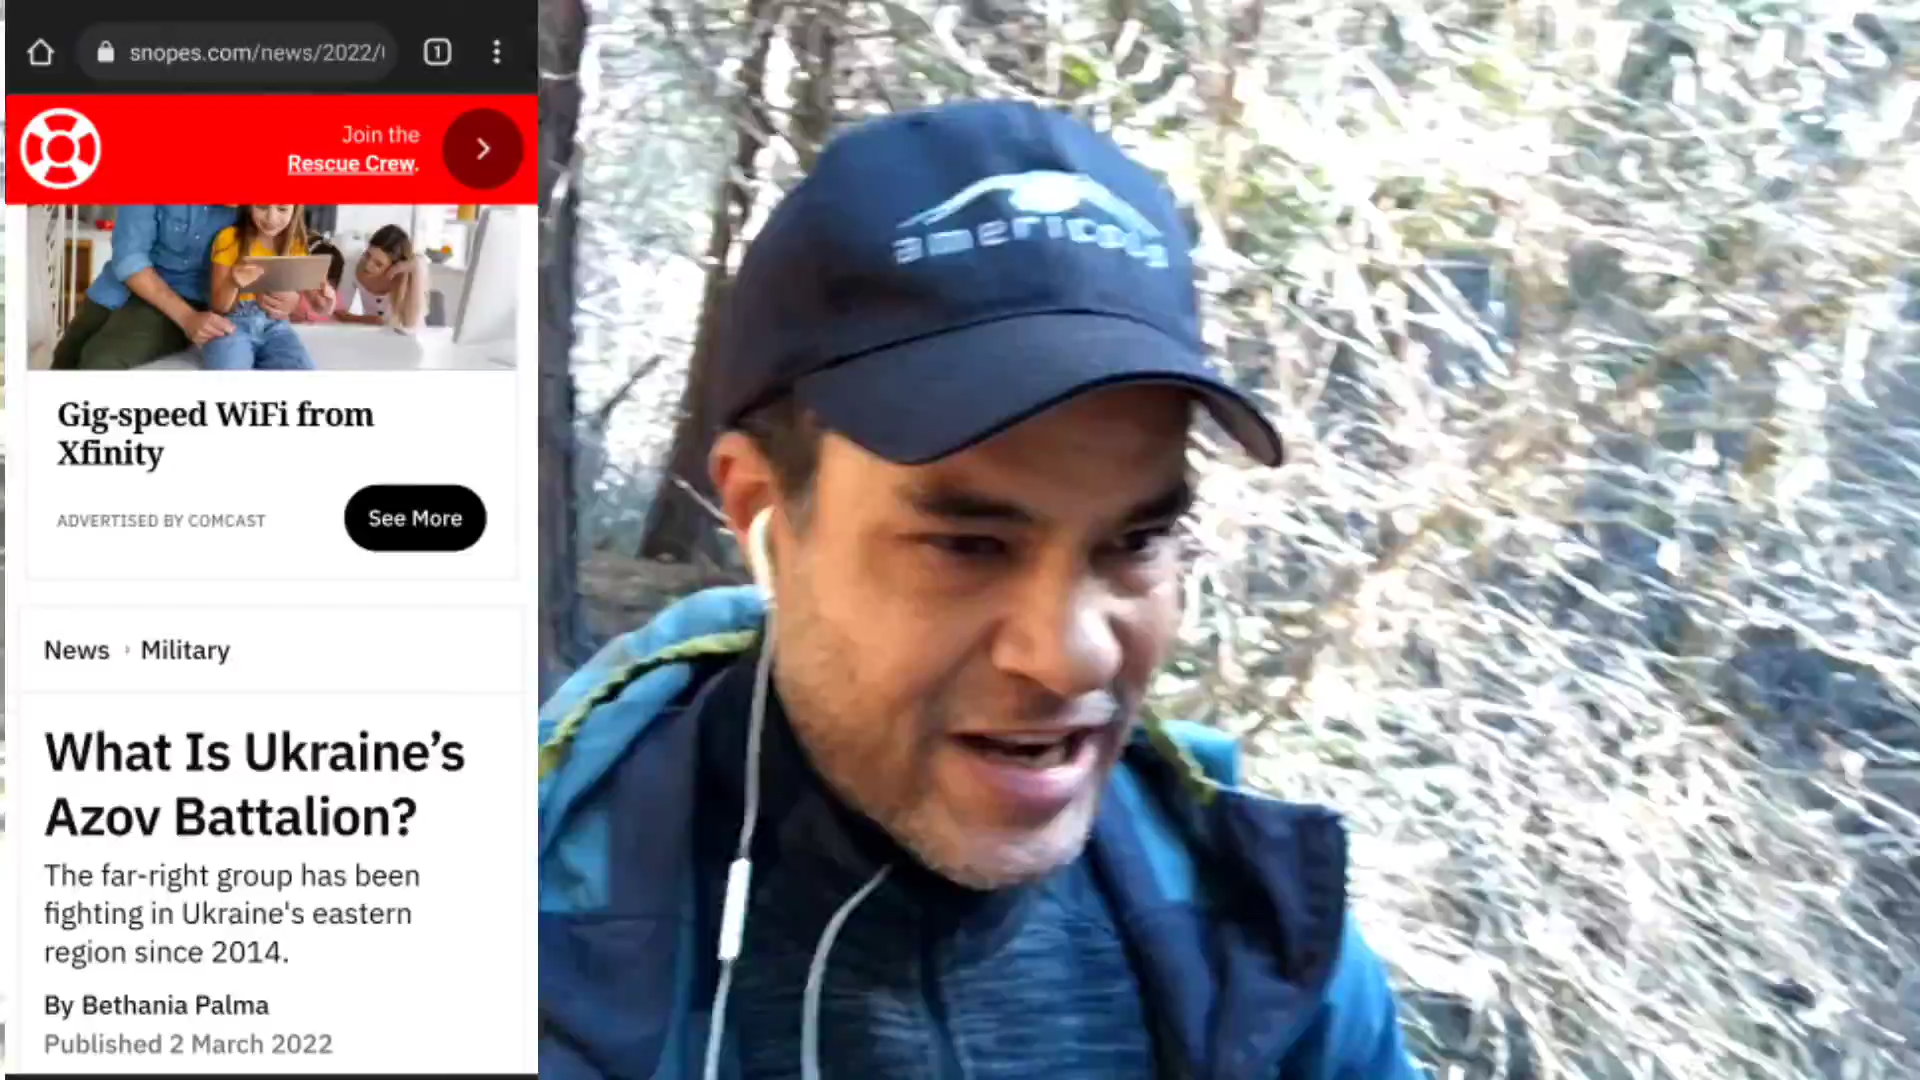 snopes.com/news/2022/
1
Join the
Rescue Crew.
Gig-speed WiFi from
Xfinity
ADVERTISED BY COMCAST
See More
News › Military
What Is Ukraine’s
Azov Battalion?
The far-right group has been
fighting in Ukraine's eastern
region since 2014.
By Bethania Palma
Published 2 March 2022